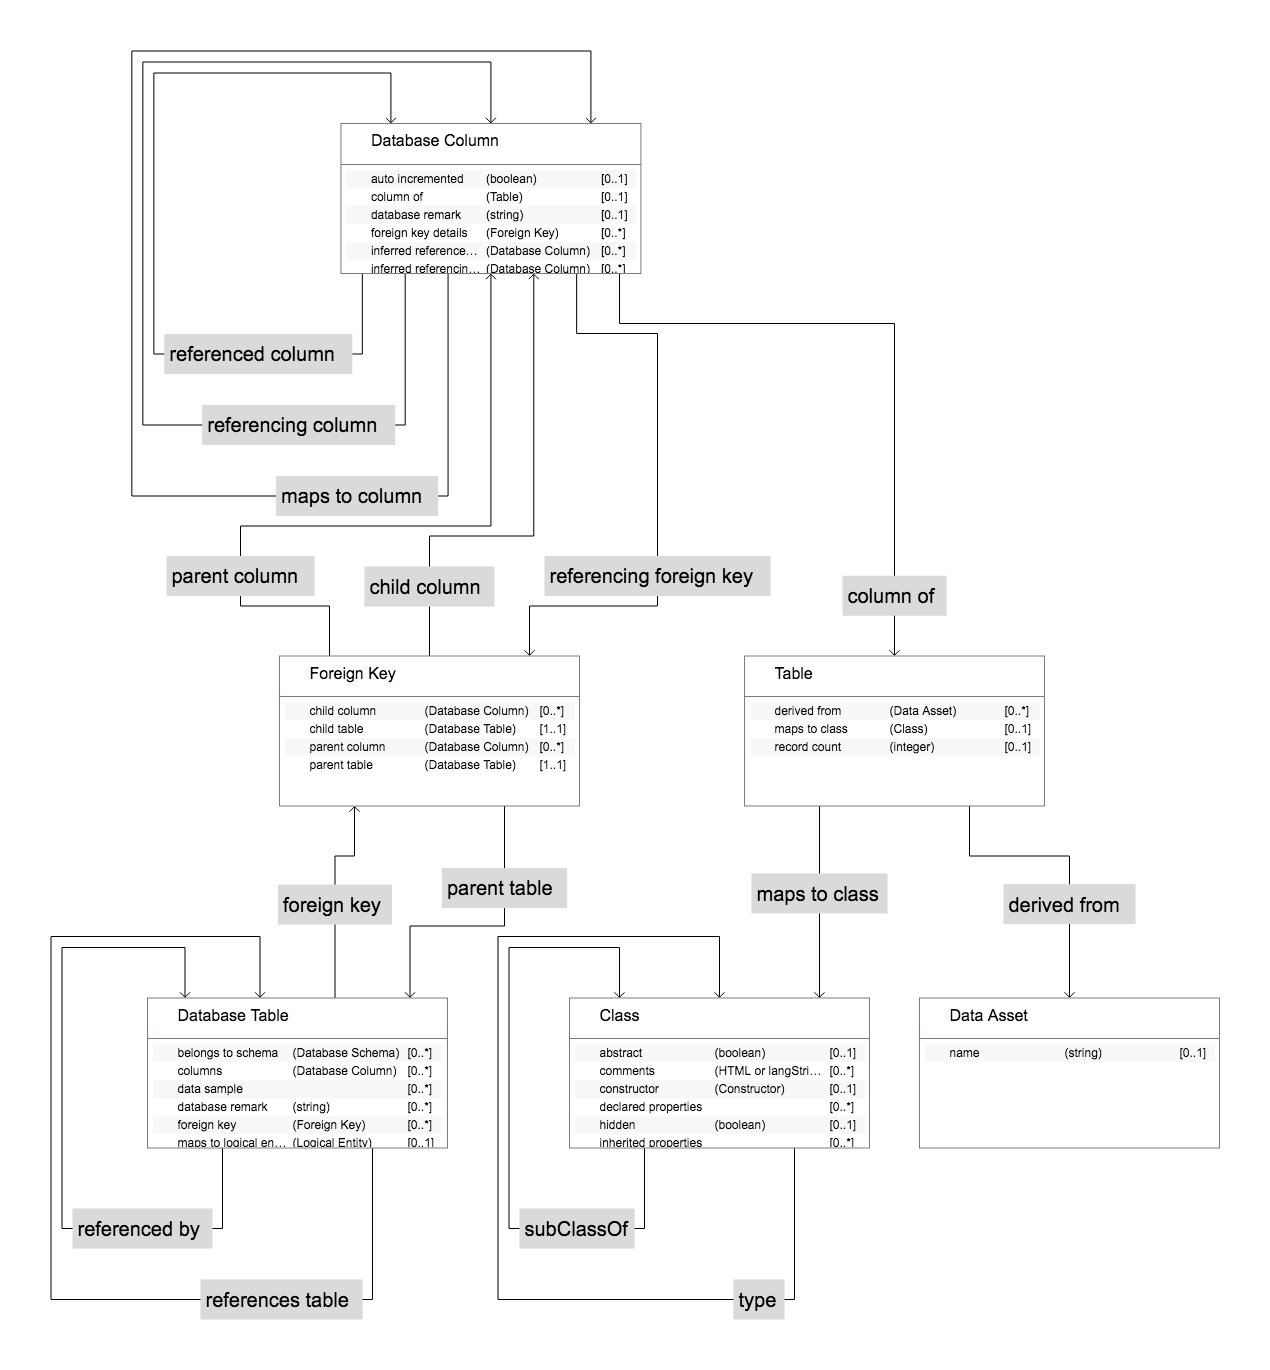 Database Column
auto incremented (boolean) [0..1]
column of (Table) [0..1]
database remark (string) [0..1]
foreign key details (Foreign Key) [0..*]
inferred reference... (Database Column) [0..*]
inferred referencin... (Database Column) [0..*]
referenced column
referencing column
maps to column
parent column
child column
referencing foreign key
column of
Foreign Key
child column (Database Column) [0..*]
child table (Database Table) [1..1]
parent column (Database Column) [0..*]
parent table (Database Table) [1..1]
Table
derived from (Data Asset) [0..*]
maps to class (Class) [0..1]
record count (integer) [0..1]
foreign key
parent table
maps to class
derived from
Database Table
belongs to schema (Database Schema) [0..*]
columns (Database Column) [0..*]
data sample [0..*]
database remark (string) [0..*]
foreign key (Foreign Key) [0..*]
maps to logical en... (Logical Entity) [0..1]
Class
abstract (boolean) [0..1]
comments (HTML or langStri... [0..*]
constructor (Constructor) [0..1]
declared properties [0..*]
hidden (boolean) [0..1]
inherited properties [0..*]
Data Asset
name (string) [0..1]
referenced by
references table
subClassOf
type